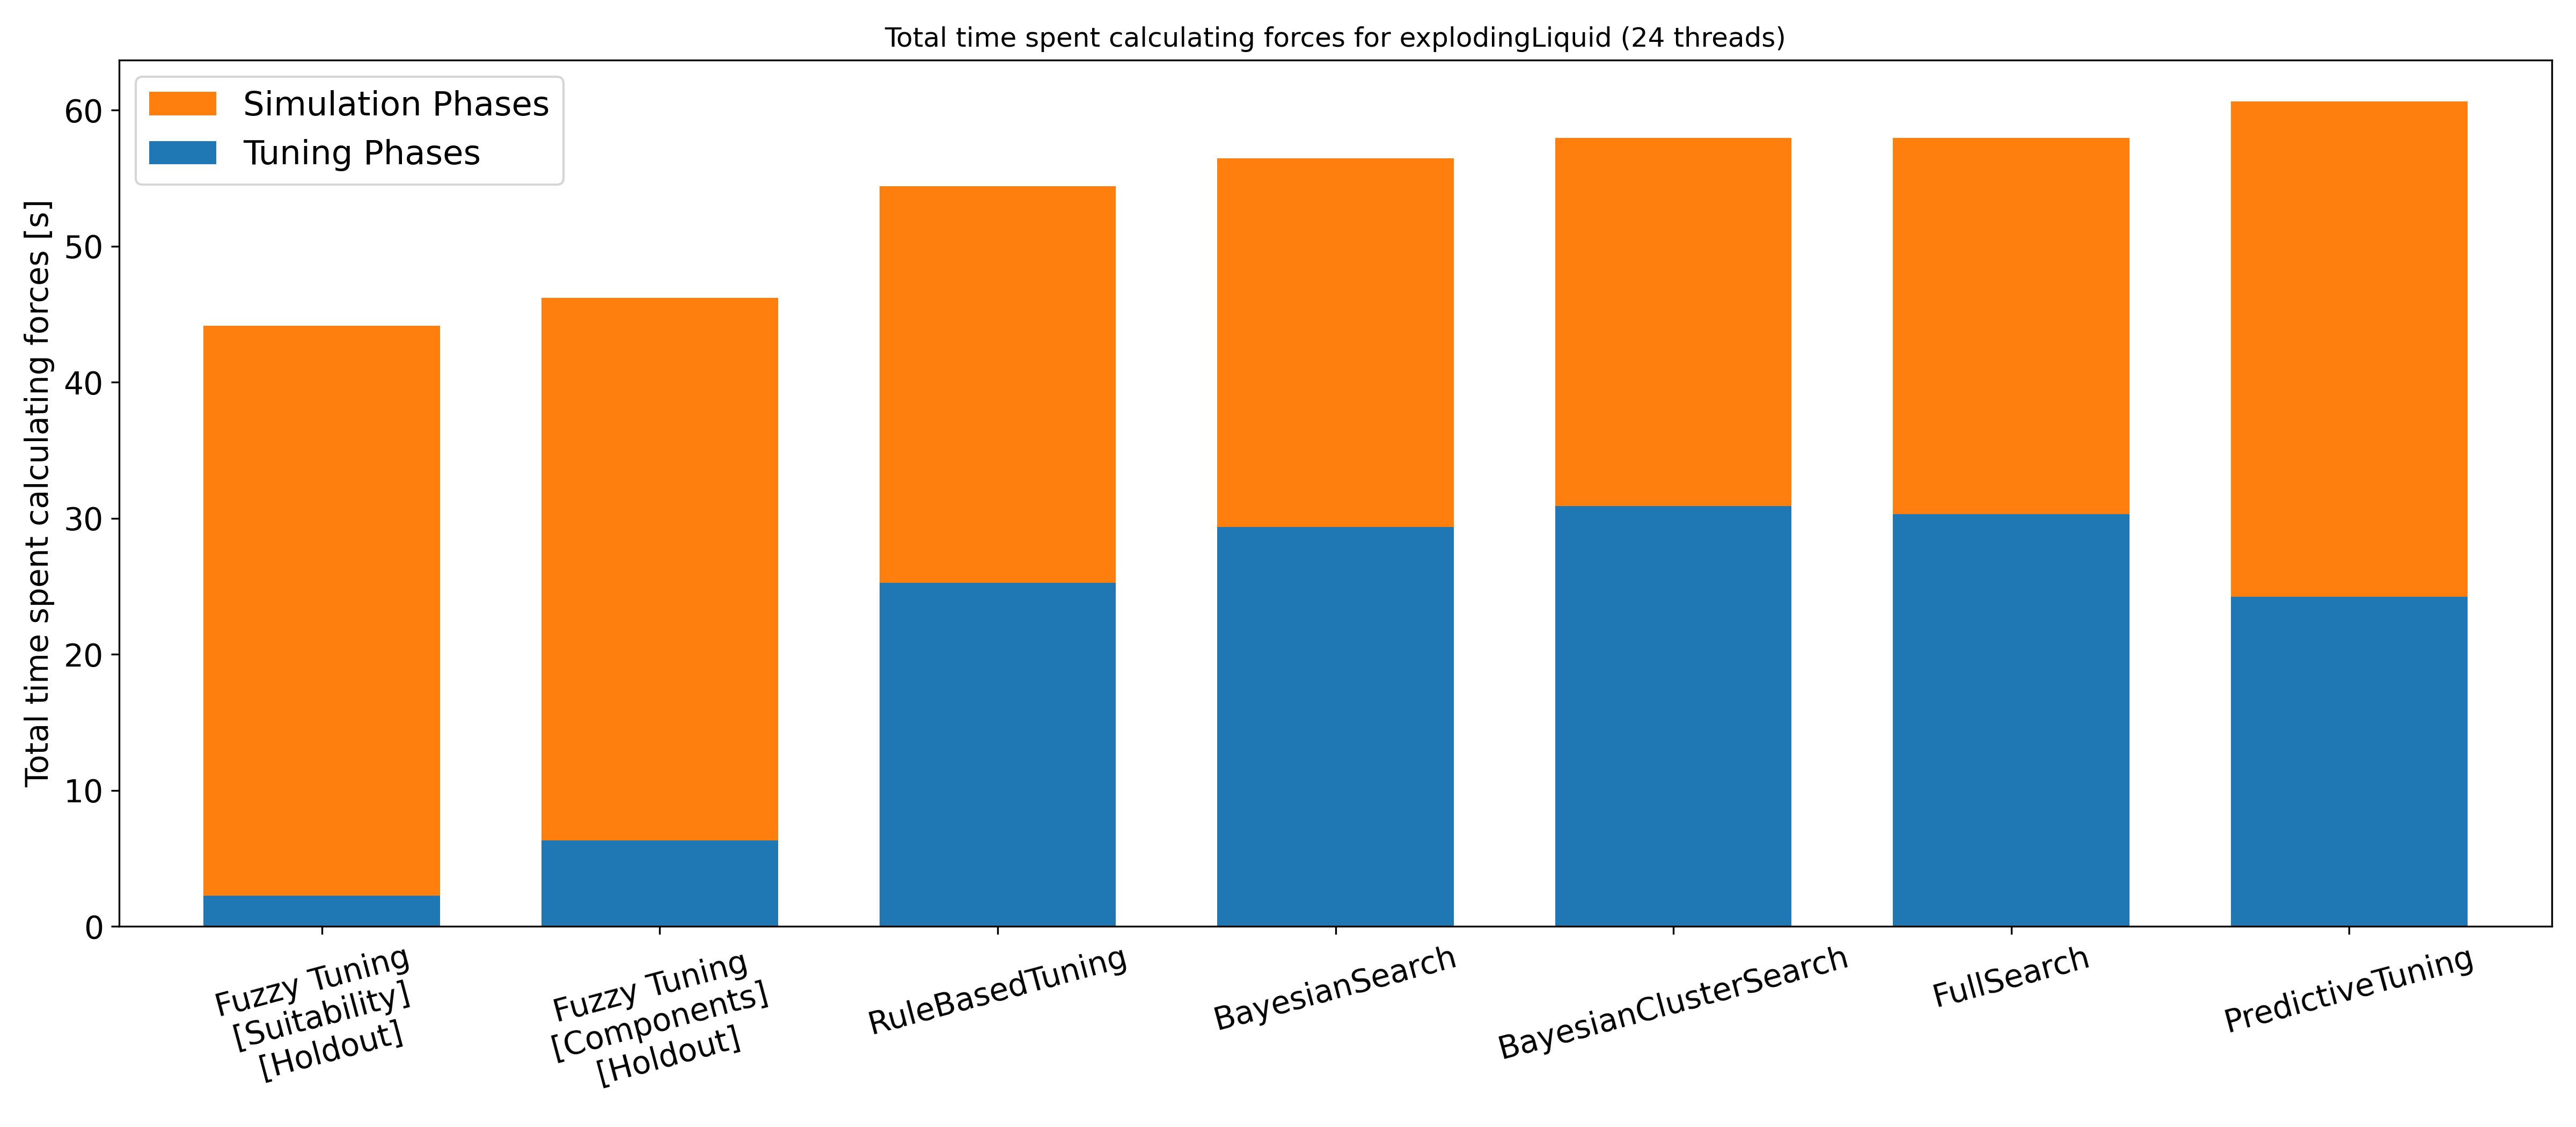 Total time spent calculating forces for explodingLiquid (24 threads)
Simulation Phases
Tuning Phases
Total time spent calculating forces [s]
60
50
40
30
20
10
0
Fuzzy Tuning
[Suitability]
[Holdout]
Fuzzy Tuning
[Components]
[Holdout]
RuleBasedTuning
BayesianSearch
BayesianClusterSearch
FullSearch
PredictiveTuning